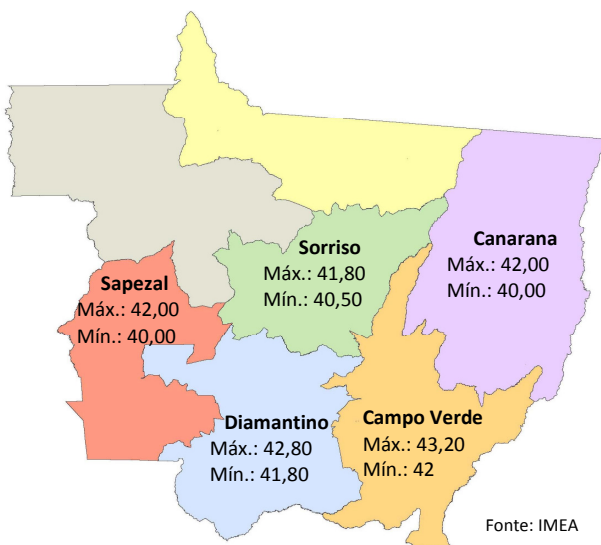 Sorriso
Máx.: 41,80
Mín.: 40,50
Canarana
Máx.: 42,00
Mín.: 40,00
Sapezal
Máx.: 42,00
Mín.: 40,00
Diamantino
Máx.: 42,80
Mín.: 41,80
Campo Verde
Máx.: 43,20
Mín.: 42
Fonte: IMEA